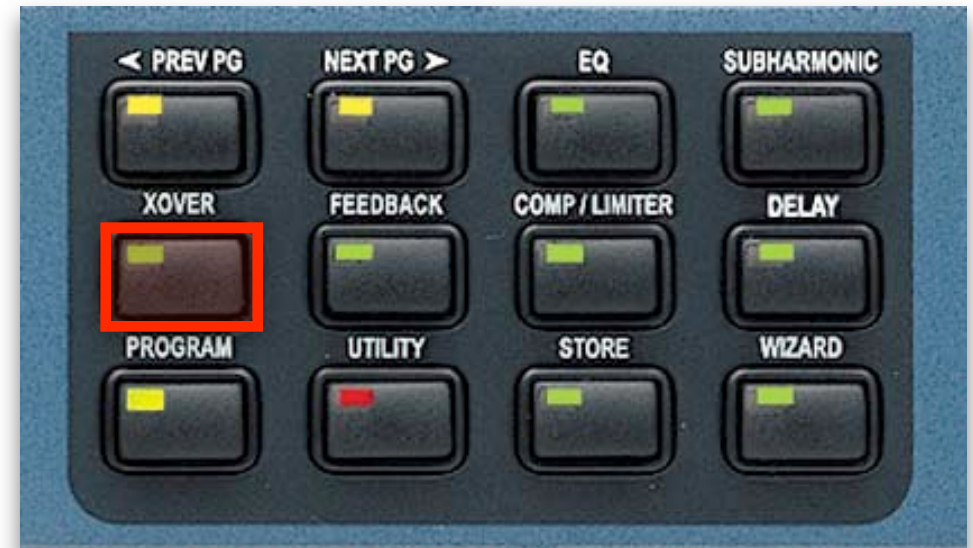 < PREV PG NEXT PG > EQ SUBHARMONIC
XOVER FEEDBACK COMP / LIMITER DELAY
PROGRAM UTILITY STORE WIZARD